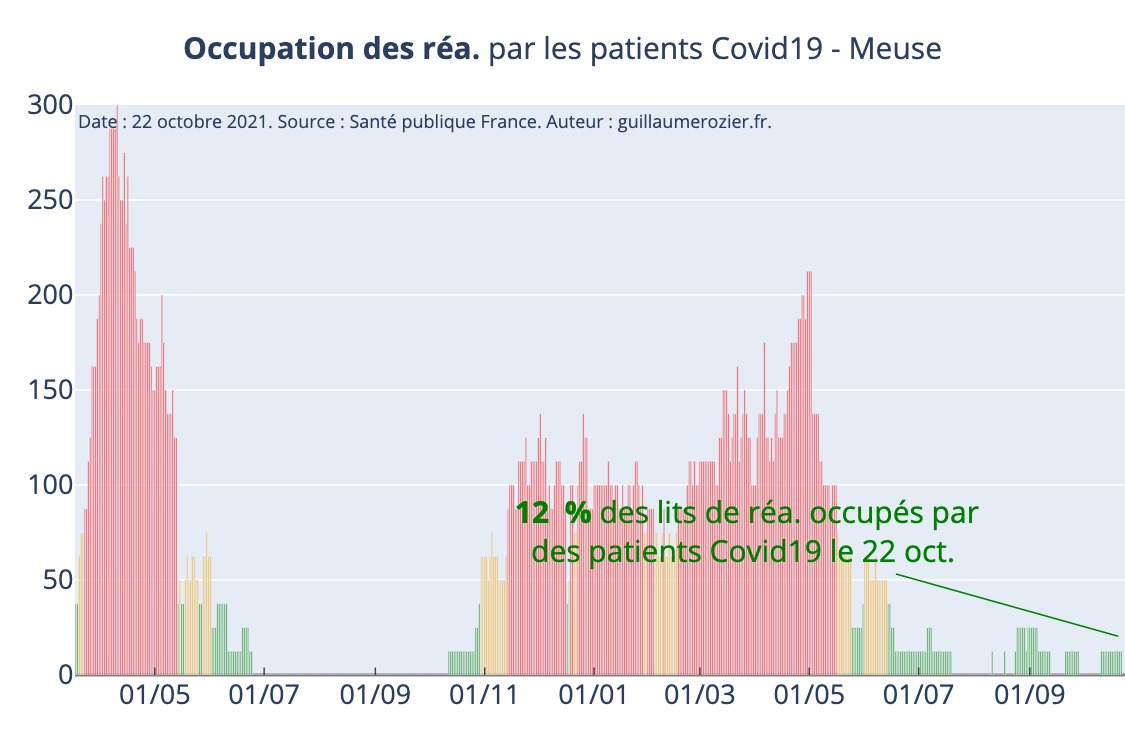 Occupation des réa. par les patients Covid19 - Meuse
300
Date : 22 octobre 2021. Source : Santé publique France. Auteur : guillaumerozier.fr.
250
200
150
100
12 % des lits de réa. occupés par
des patients Covid19 le 22 oct.
50
0
01/05 01/07 01/09 01/11 01/01 01/03 01/05 01/07 01/09